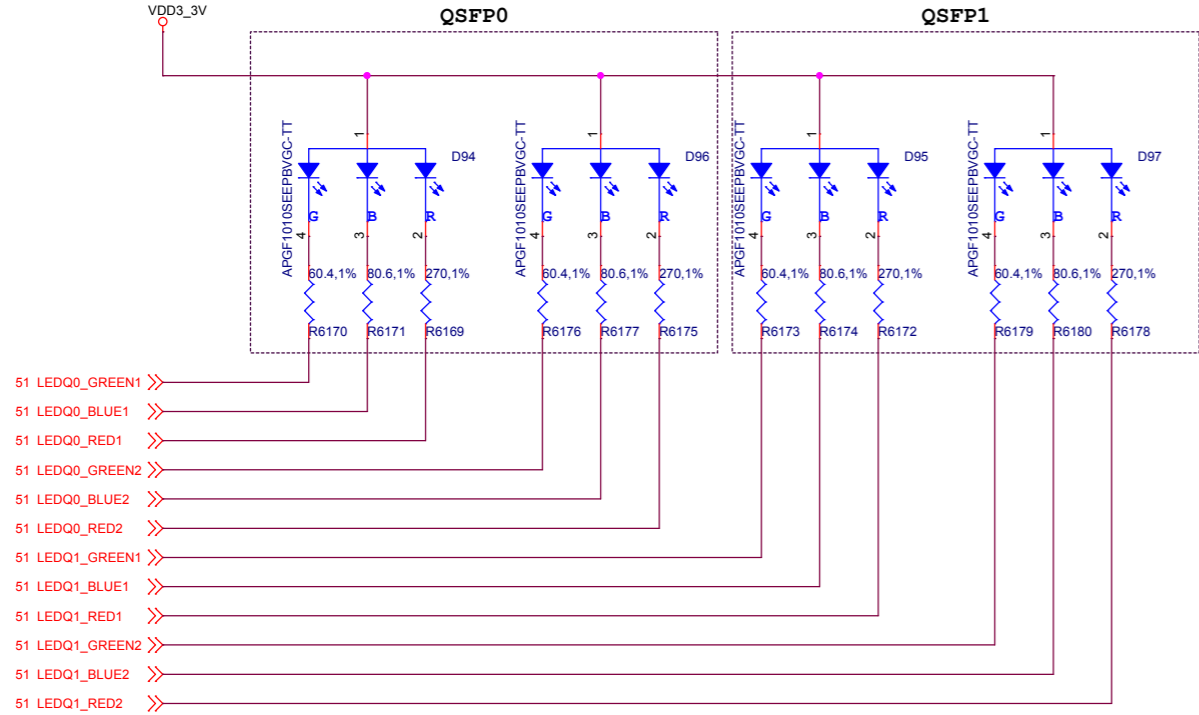 VDD3_3V
QSFP0
QSFP1
APGF1010SEEPBVGC-TT
1
D94
G
B
R
4
3
2
60.4,1%
80.6,1%
270,1%
R6170
R6171
R6169
APGF1010SEEPBVGC-TT
1
D96
G
B
R
4
3
2
60.4,1%
80.6,1%
270,1%
R6176
R6177
R6175
APGF1010SEEPBVGC-TT
1
D95
G
B
R
4
3
2
60.4,1%
80.6,1%
270,1%
R6173
R6174
R6172
APGF1010SEEPBVGC-TT
1
D97
G
B
R
4
3
2
60.4,1%
80.6,1%
270,1%
R6179
R6180
R6178
51 LEDQ0_GREEN1
51 LEDQ0_BLUE1
51 LEDQ0_RED1
51 LEDQ0_GREEN2
51 LEDQ0_BLUE2
51 LEDQ0_RED2
51 LEDQ1_GREEN1
51 LEDQ1_BLUE1
51 LEDQ1_RED1
51 LEDQ1_GREEN2
51 LEDQ1_BLUE2
51 LEDQ1_RED2